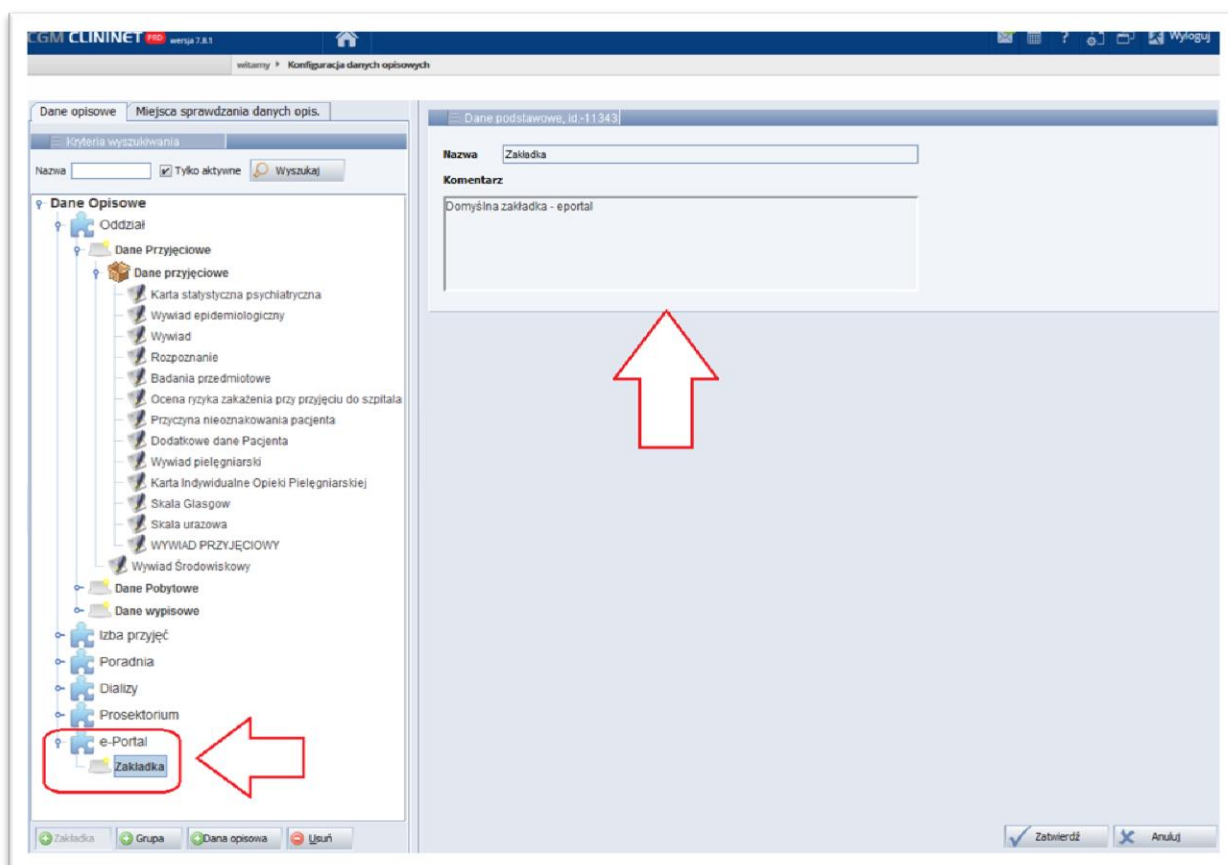 CGM CLININET PRD wersja 7.8.1
Wyloguj
witamy Konfiguracja danych opisowych
Dane opisowe Miejsca sprawdzania danych opis.
Kryteria wyszukiwania
Nazwa Tylko aktywne Wyszukaj
Dane Opisowe
Oddział
Dane Przyjęciowe
Dane przyjęciowe
Karta statystyczna psychiatryczna
Wywiad epidemiologiczny
Wywiad
Rozpoznanie
Badania przedmiotowe
Ocena ryzyka zakażenia przy przyjęciu do szpitala
Przyczyna nieoznakowania pacjenta
Dodatkowe dane Pacjenta
Wywiad pielęgniarski
Karta Indywidualne Opieki Pielęgniarskiej
Skala Glasgow
Skala urazowa
WYWIAD PRZYJĘCIOWY
Wywiad Środowiskowy
Dane Pobytowe
Dane wypisowe
Izba przyjęć
Poradnia
Dializy
Prosektorium
e-Portal
Zakładka
Zakładka Grupa Dana opisowa Usuń
Dane podstawowe, id.-11343
Nazwa Zakładka
Komentarz
Domyślna zakładka - eportal
Zatwierdź Anuluj